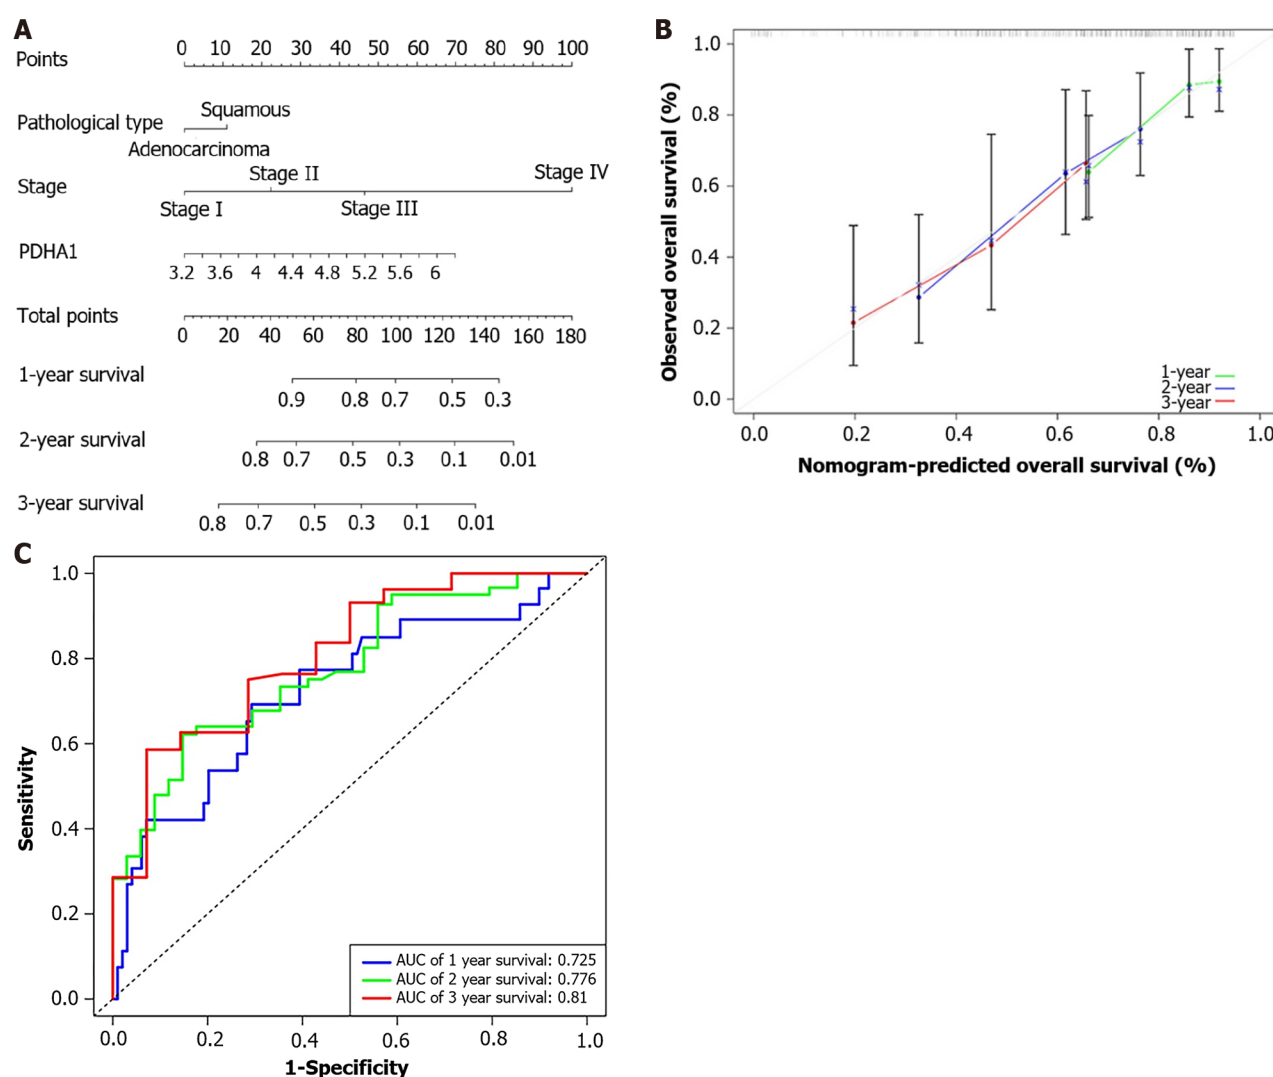 A
Points
0 10 20 30 40 50 60 70 80 90 100
Pathological type
Squamous
Adenocarcinoma
Stage
Stage II
Stage IV
Stage I
Stage III
PDHA1
3.2 3.6 4 4.4 4.8 5.2 5.6 6
Total points
0 20 40 60 80 100 120 140 160 180
1-year survival
0.9 0.8 0.7 0.5 0.3
2-year survival
0.8 0.7 0.5 0.3 0.1 0.01
3-year survival
0.8 0.7 0.5 0.3 0.1 0.01
B
Observed overall survival (%)
1.0
0.8
0.6
0.4
0.2
0.0
1-year
2-year
3-year
0.0 0.2 0.4 0.6 0.8 1.0
Nomogram-predicted overall survival (%)
C
Sensitivity
1.0
0.8
0.6
0.4
0.2
0.0
AUC of 1 year survival: 0.725
AUC of 2 year survival: 0.776
AUC of 3 year survival: 0.81
0.0 0.2 0.4 0.6 0.8 1.0
1-Specificity